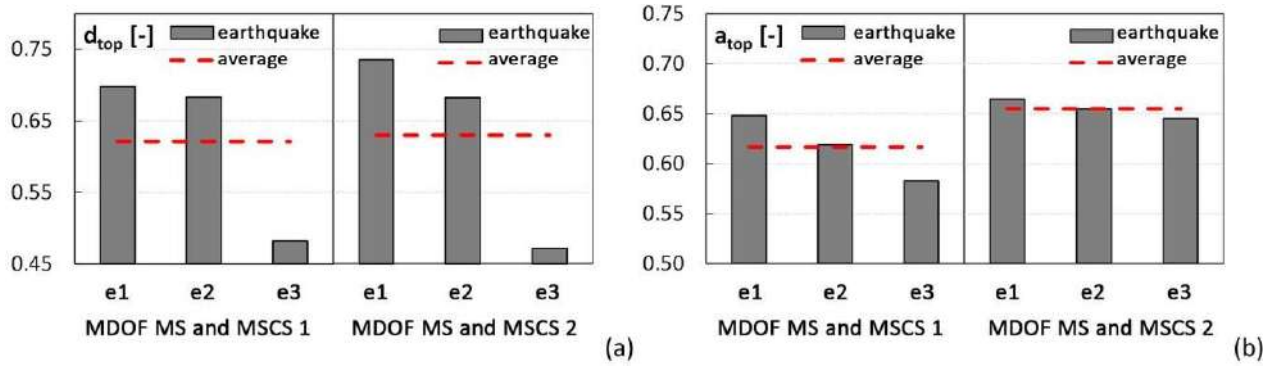 d_top [-]
earthquake
average
earthquake
average
0.75
0.65
0.55
0.45
e1 e2 e3 e1 e2 e3
MDOF MS and MSCS 1 MDOF MS and MSCS 2
(a)
a_top [-]
earthquake
average
earthquake
average
0.75
0.70
0.65
0.60
0.55
0.50
e1 e2 e3 e1 e2 e3
MDOF MS and MSCS 1 MDOF MS and MSCS 2
(b)